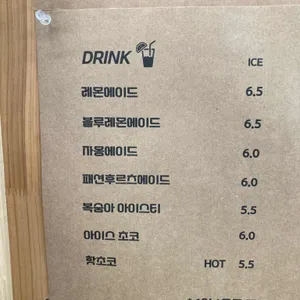 DRINK ICE
레몬에이드 6.5
블루레몬에이드 6.5
자몽에이드 6.0
패션후르츠에이드 6.0
복숭아 아이스티 5.5
아이스 초코 6.0
핫초코 HOT 5.5